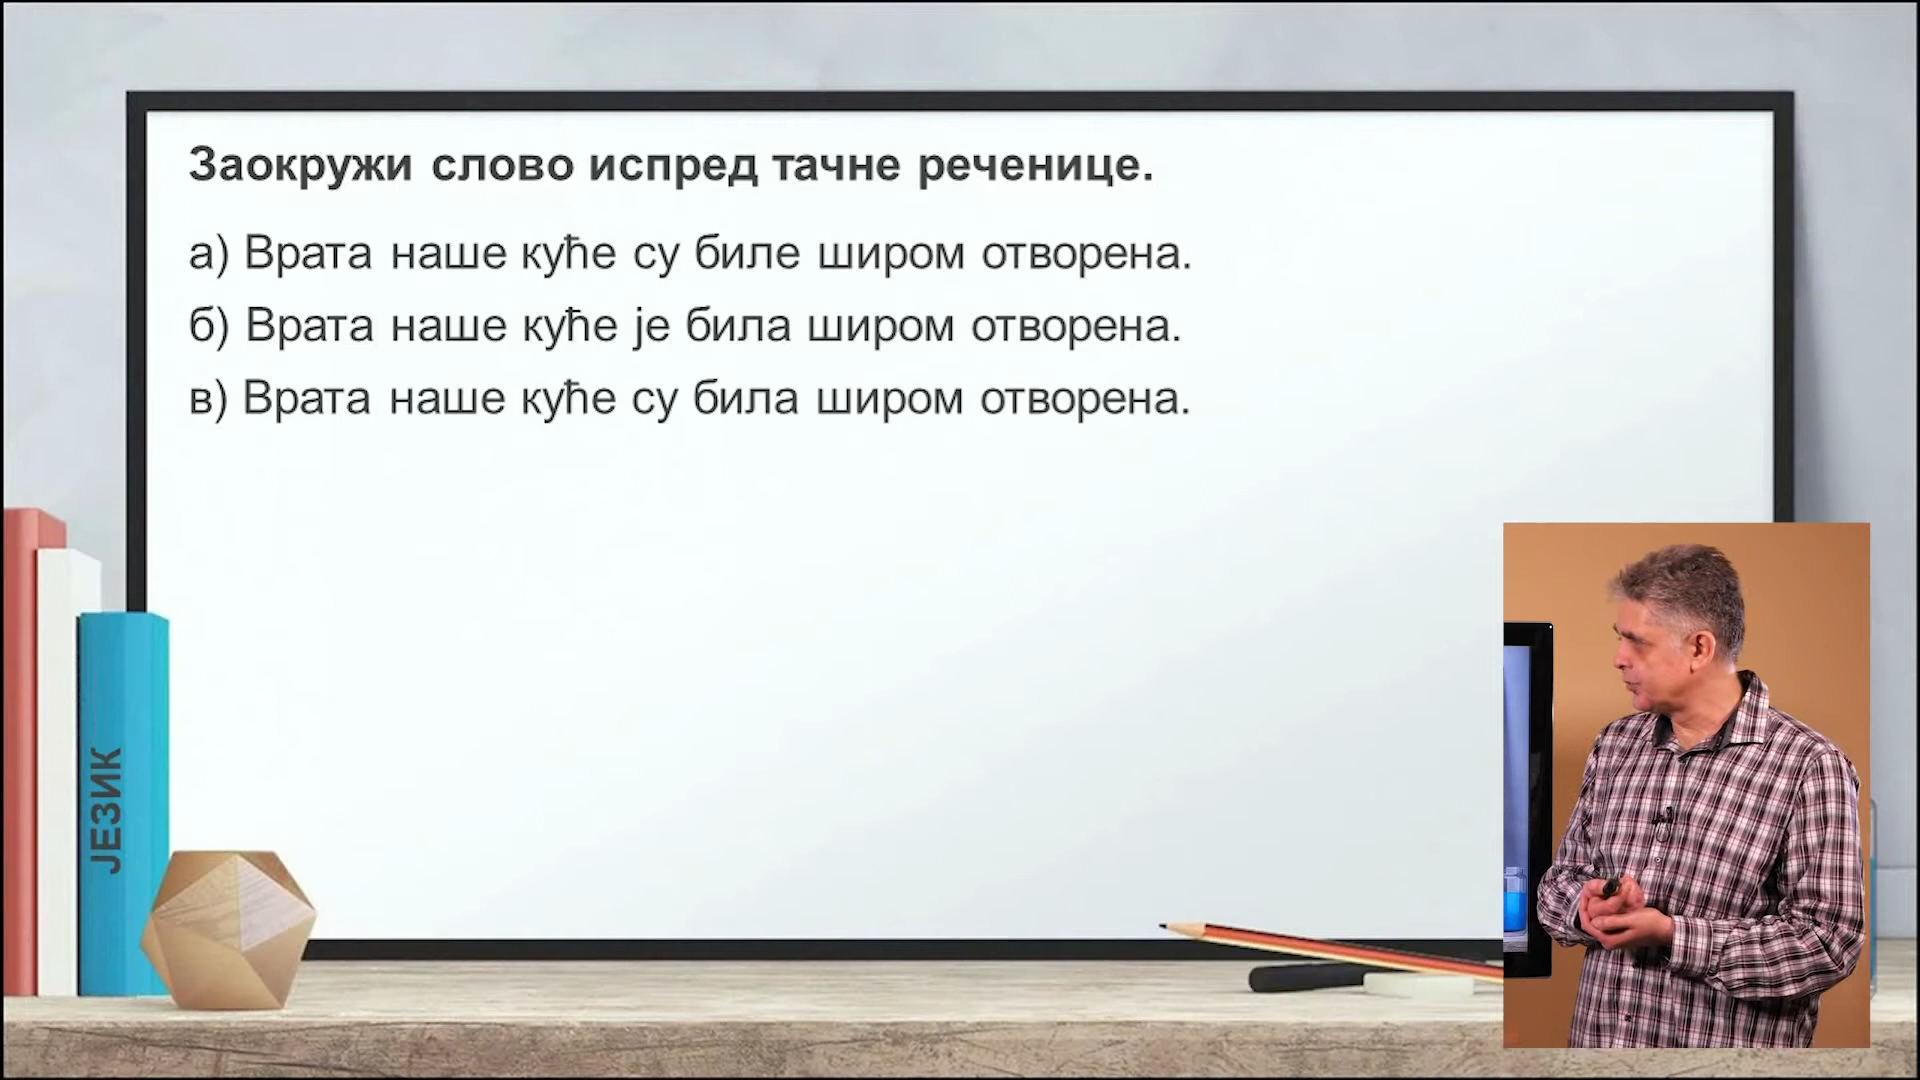 Заокружи слово испред тачне реченице.
а) Врата наше куће су биле широм отворена.
б) Врата наше куће је била широм отворена.
в) Врата наше куће су била широм отворена.
ЈЕЗИК